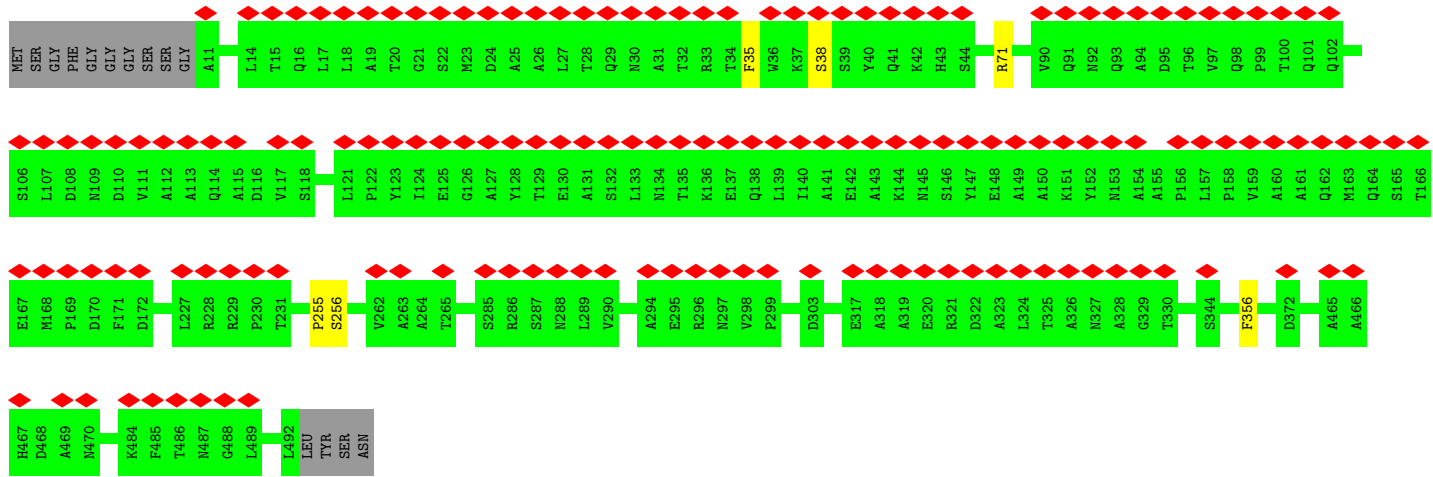 MET SER GLY PHE GLY GLY GLY SER SER GLY A11 L14 T15 Q16 L17 L18 A19 T20 G21 S22 M23 D24 A25 A26 L27 T28 Q29 N30 A31 T32 R33 T34 F35 W36 K37 S38 S39 Y40 Q41 K42 H43 S44 R71 V90 Q91 N92 Q93 A94 D95 T96 V97 Q98 P99 T100 Q101 Q102
S106 L107 D108 N109 D110 V111 A112 A113 Q114 A115 D116 V117 S118 L121 P122 Y123 I124 E125 G126 A127 Y128 T129 E130 A131 S132 L133 N134 T135 K136 E137 Q138 L139 I140 A141 E142 A143 K144 N145 S146 Y147 E148 A149 A150 K151 Y152 N153 A154 A155 P156 L157 P158 V159 A160 A161 Q162 M163 Q164 S165 T166
E167 M168 P169 D170 F171 D172 L227 R228 R229 P230 T231 P255 S256 V262 A263 A264 T265 S285 R286 S287 N288 L289 V290 A294 E295 R296 N297 V298 P299 D303 E317 A318 A319 E320 R321 D322 A323 L324 T325 A326 N327 A328 G329 T330 S344 F356 D372 A465 A466
H467 D468 A469 N470 K484 F485 T486 N487 G488 L489 L492 LEU TYR SER ASN